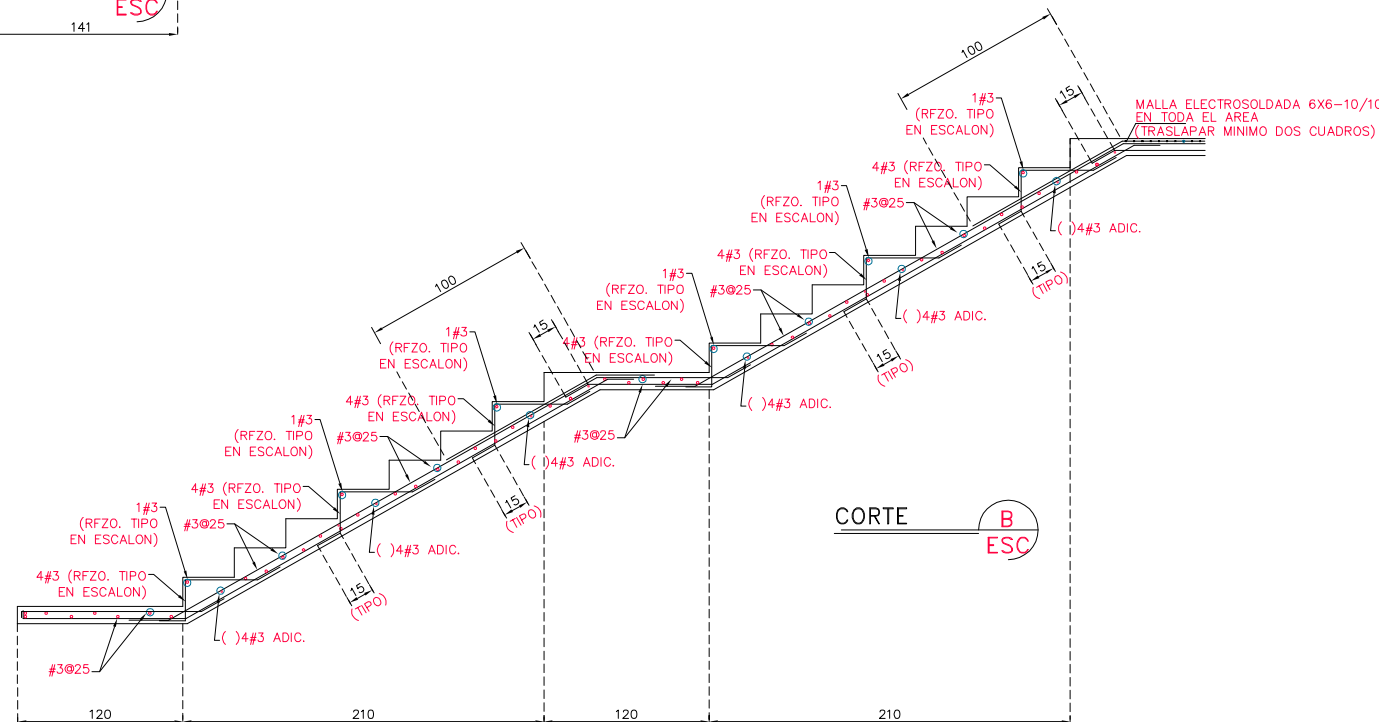 ESC
141
100
15
MALLA ELECTROSOLDADA 6X6-10/10
EN TODA EL AREA
(TRASLAPAR MINIMO DOS CUADROS)
1#3
(RFZO. TIPO
EN ESCALON)
4#3 (RFZO. TIPO
EN ESCALON)
#3@25
( )4#3 ADIC.
15
(TIPO)
1#3
(RFZO. TIPO
EN ESCALON)
4#3 (RFZO. TIPO
EN ESCALON)
#3@25
( )4#3 ADIC.
15
(TIPO)
1#3
(RFZO. TIPO
EN ESCALON)
4#3 (RFZO. TIPO
EN ESCALON)
( )4#3 ADIC.
#3@25
100
15
1#3
(RFZO. TIPO
EN ESCALON)
4#3 (RFZO. TIPO
EN ESCALON)
#3@25
( )4#3 ADIC.
15
(TIPO)
1#3
(RFZO. TIPO
EN ESCALON)
4#3 (RFZO. TIPO
EN ESCALON)
#3@25
( )4#3 ADIC.
15
(TIPO)
1#3
(RFZO. TIPO
EN ESCALON)
4#3 (RFZO. TIPO
EN ESCALON)
( )4#3 ADIC.
#3@25
CORTE
B
ESC
120
210
120
210